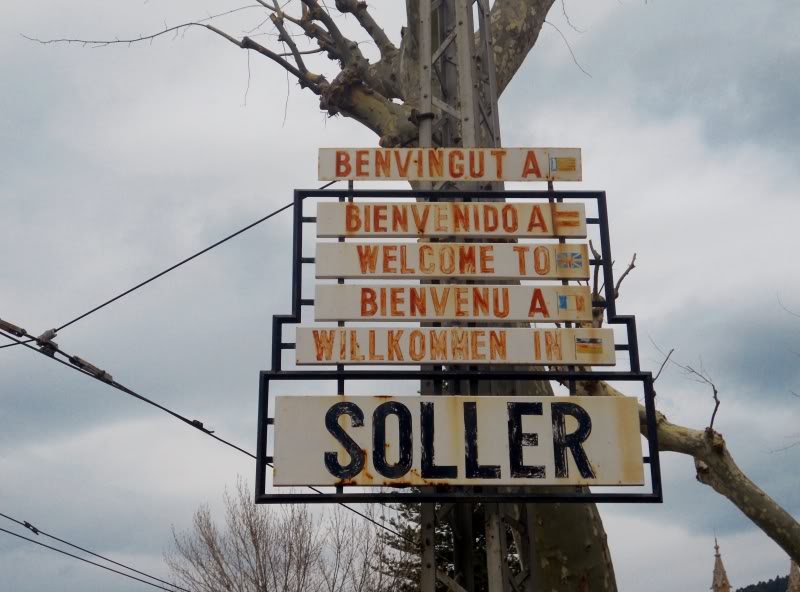 BENVINGUT A
BIENVENIDO A
WELCOME TO
BIENVENU A
WILLKOMMEN IN
SOLLER